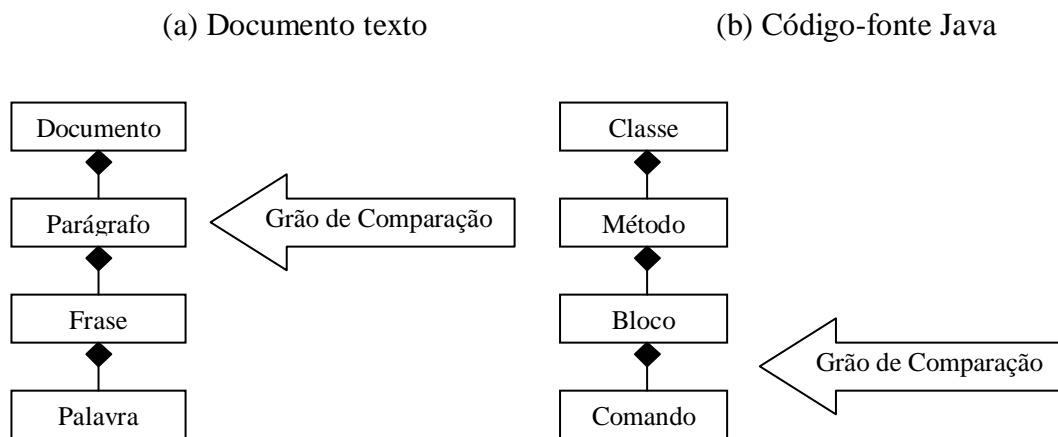 (a) Documento texto
(b) Código-fonte Java
Documento
Parágrafo
Frase
Palavra
Grão de Comparação
Classe
Método
Bloco
Comando
Grão de Comparação